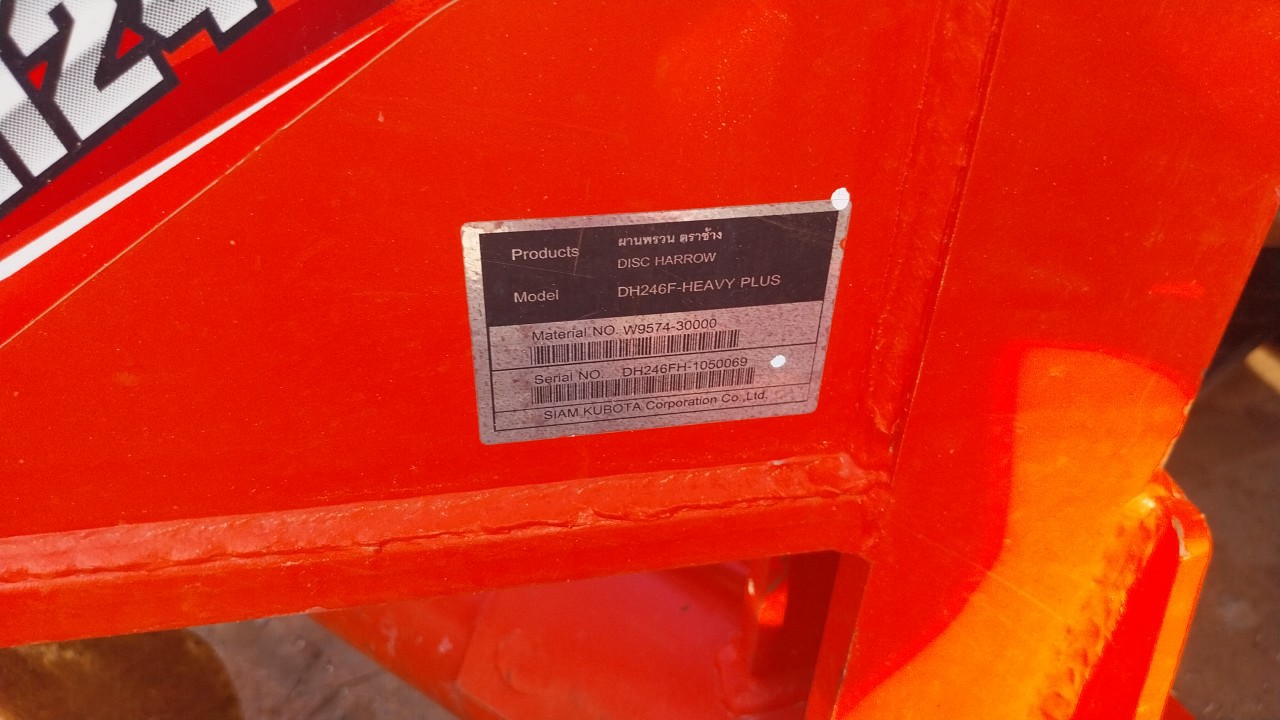 24
Products ผานพรวน ตราช้าง
DISC HARROW
Model DH246F-HEAVY PLUS
Material NO. W9574-30000
Serial NO. DH246FH-1050069
SIAM KUBOTA Corporation Co.,Ltd.